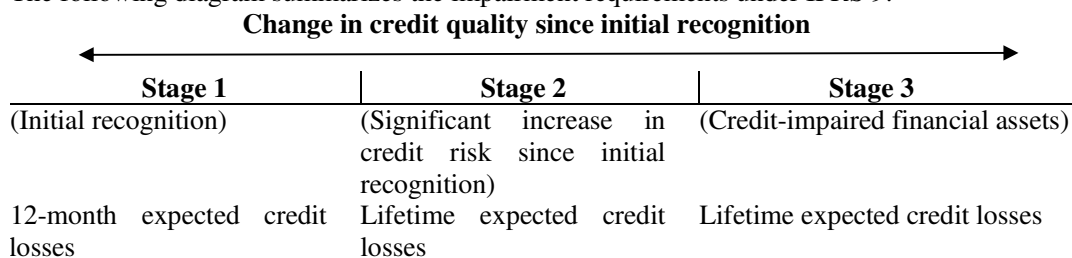 The following diagram summarizes the impairment requirements under IFRS 9:
Change in credit quality since initial recognition
Stage 1
Stage 2
Stage 3
(Initial recognition)
(Significant increase in
credit risk since initial
recognition)
(Credit-impaired financial assets)
12-month expected credit
losses
Lifetime expected credit
losses
Lifetime expected credit losses